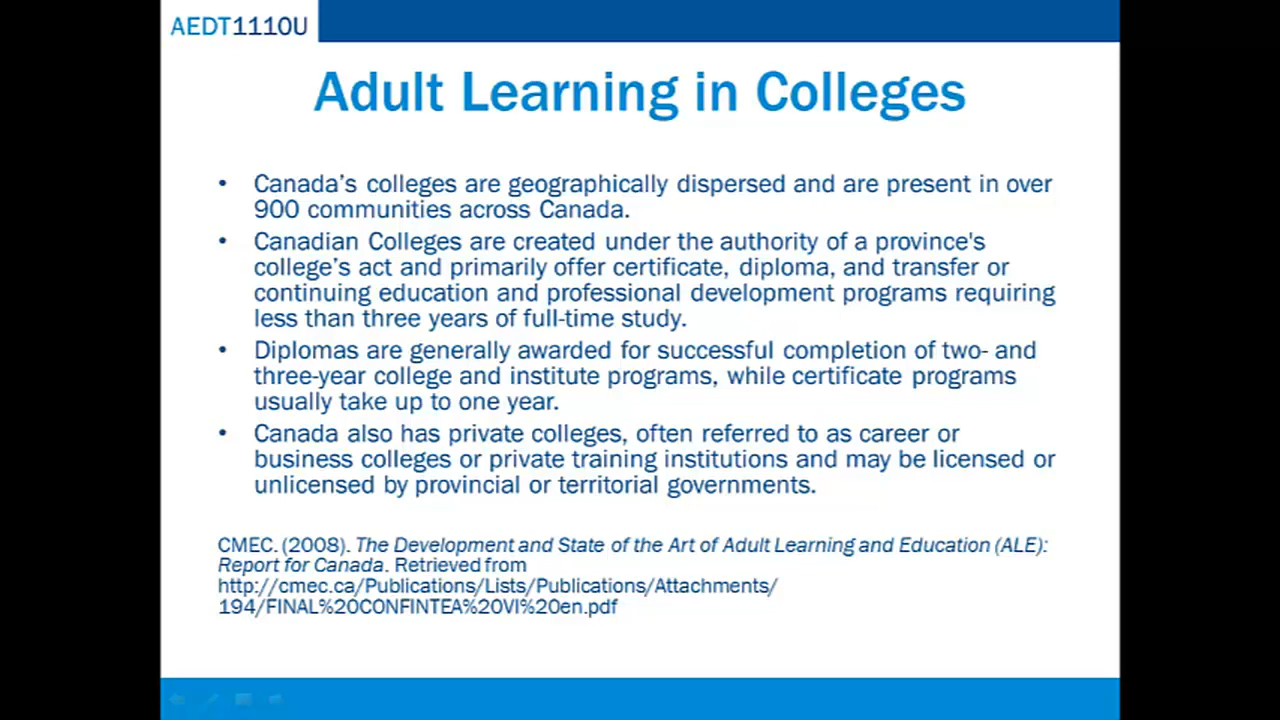 AEDT1110U
Adult Learning in Colleges
• Canada’s colleges are geographically dispersed and are present in over
900 communities across Canada.
• Canadian Colleges are created under the authority of a province's
college’s act and primarily offer certificate, diploma, and transfer or
continuing education and professional development programs requiring
less than three years of full-time study.
• Diplomas are generally awarded for successful completion of two- and
three-year college and institute programs, while certificate programs
usually take up to one year.
• Canada also has private colleges, often referred to as career or
business colleges or private training institutions and may be licensed or
unlicensed by provincial or territorial governments.
CMEC. (2008). The Development and State of the Art of Adult Learning and Education (ALE):
Report for Canada. Retrieved from
http://cmec.ca/Publications/Lists/Publications/Attachments/
194/FINAL%20CONFINTEA%20VI%20en.pdf